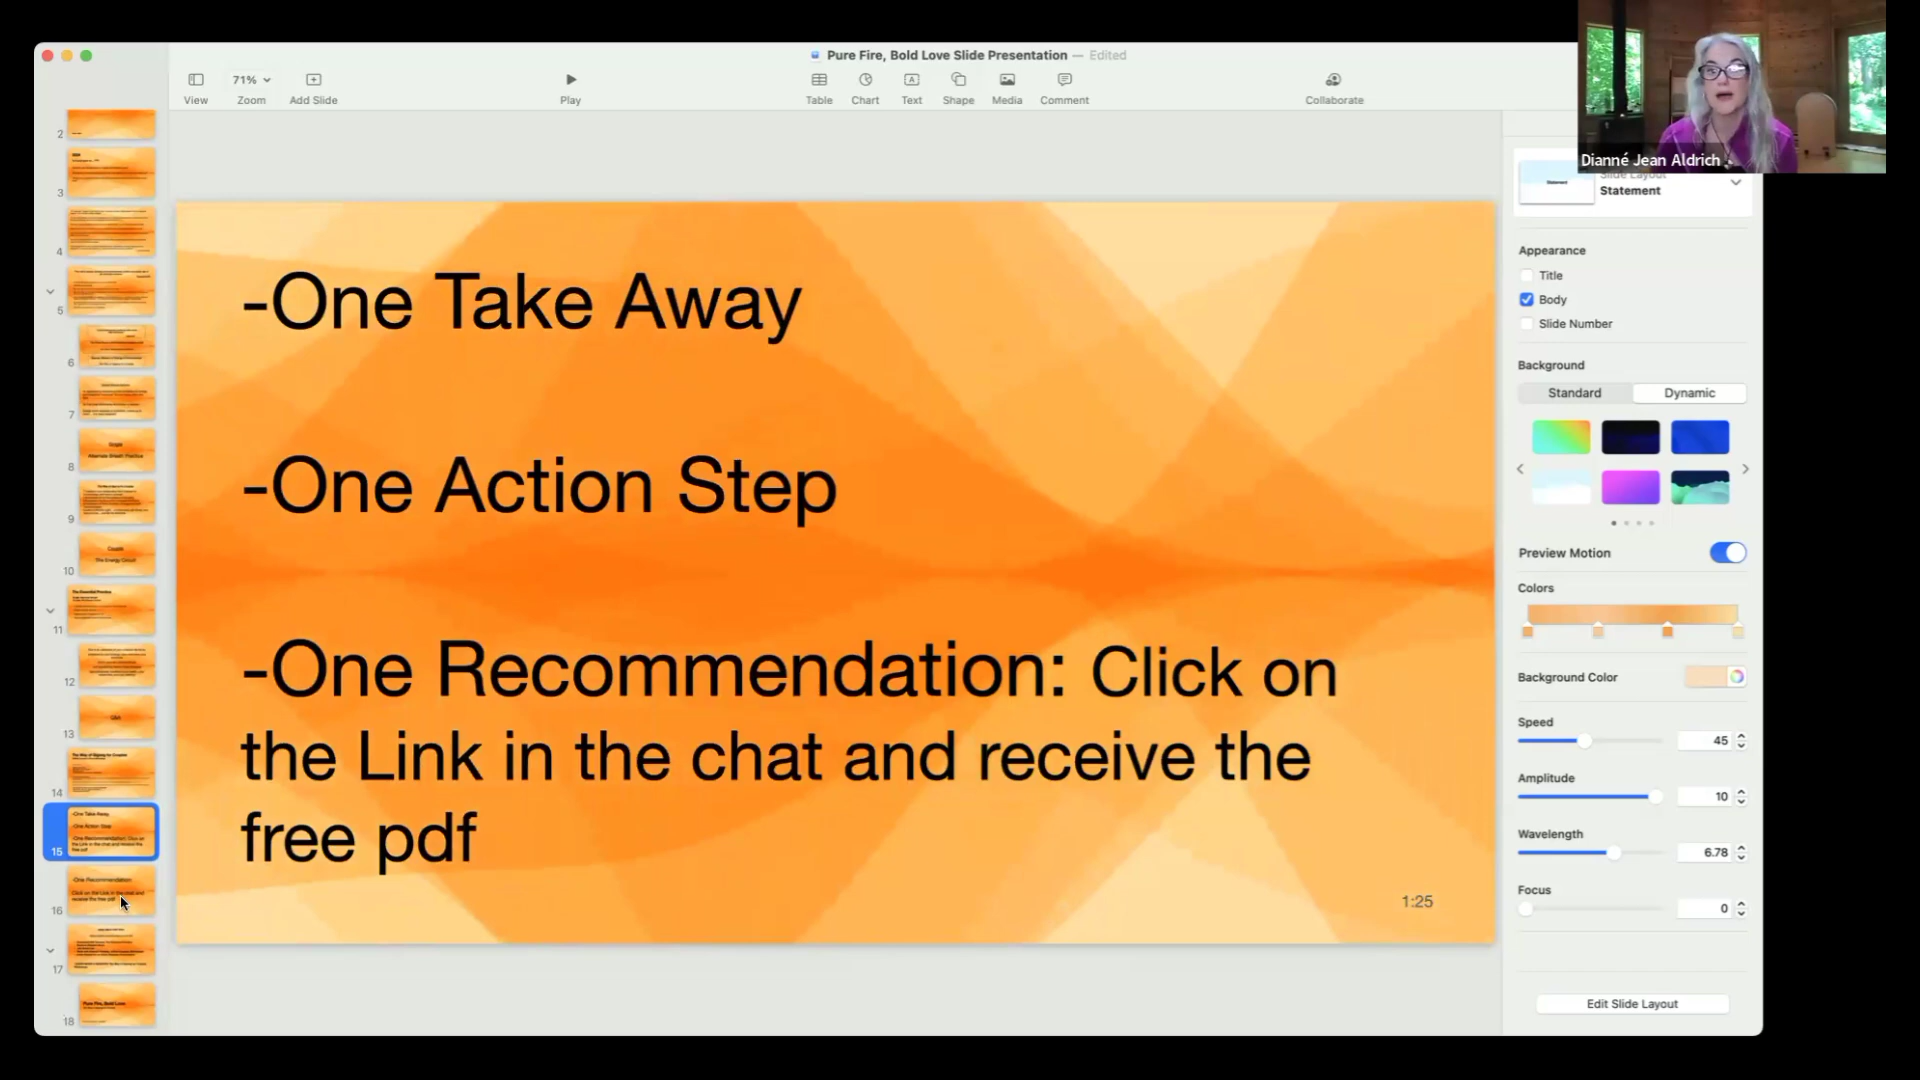 Pure Fire, Bold Love Slide Presentation — Edited
71%
View
Zoom
Add Slide
Play
Table
Chart
Text
Shape
Media
Comment
Collaborate
Dianné Jean Aldrich
2
3
4
5
6
7
8
9
10
11
12
13
14
15
16
17
18
-One Take Away
-One Action Step
-One Recommendation: Click on
the Link in the chat and receive the
free pdf
1:25
Slide Layout
Statement
Appearance
Title
Body
Slide Number
Background
Standard
Dynamic
Preview Motion
Colors
Background Color
Speed
45
Amplitude
10
Wavelength
6.78
Focus
0
Edit Slide Layout